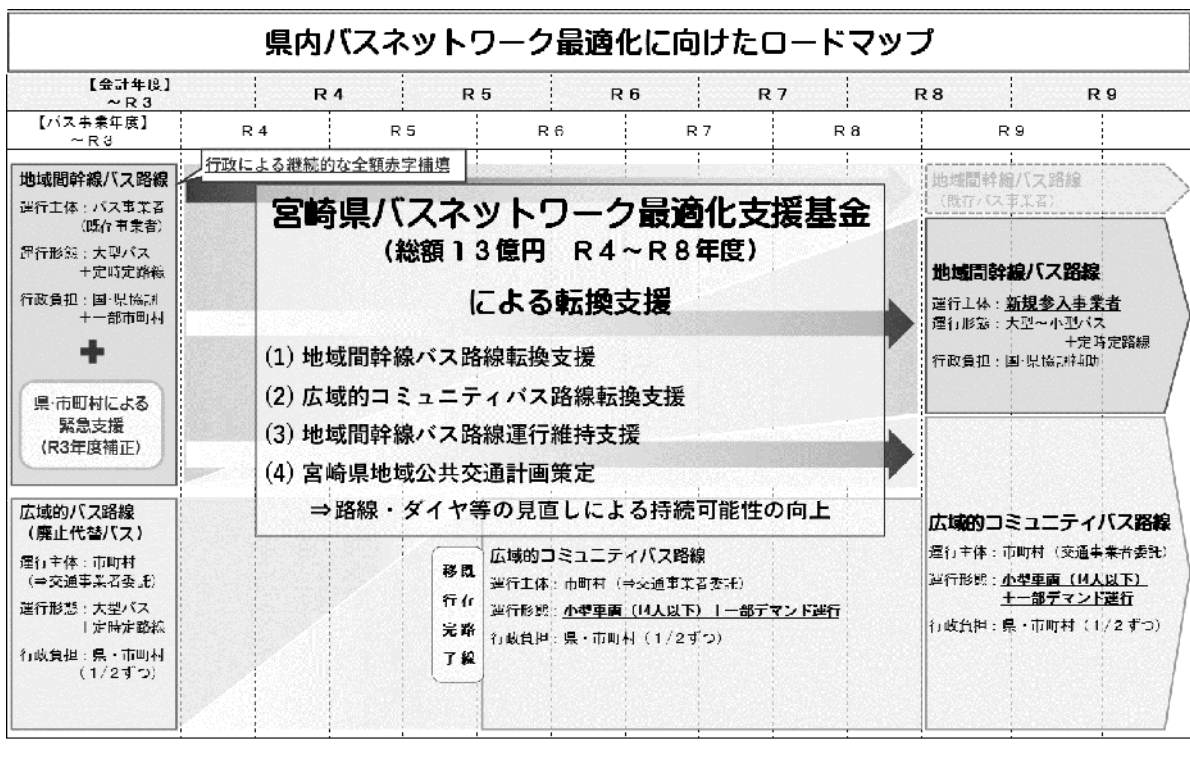 県内バスネットワーク最適化に向けたロードマップ
【会計年度】
～R3
R4
R5
R6
R7
R8
R9
【バス事業年度】
～R3
R4
R5
R6
R7
R8
R9
行政による継続的な全額赤字補填
地域間幹線バス路線
運行主体：バス事業者
(既存事業者)
運行形態：大型バス
＋定時定路線
行政負担：国・県協調
＋一部市町村
＋
県・市町村による
緊急支援
(R3年度補正)
宮崎県バスネットワーク最適化支援基金
(総額13億円　R4～R8年度)
による転換支援
(1) 地域間幹線バス路線転換支援
(2) 広域的コミュニティバス路線転換支援
(3) 地域間幹線バス路線運行維持支援
(4) 宮崎県地域公共交通計画策定
⇒路線・ダイヤ等の見直しによる持続可能性の向上
地域間幹線バス路線
(既存バス事業者)
地域間幹線バス路線
運行主体：新規参入事業者
運行形態：大型～小型バス
＋定時定路線
行政負担：国・県協調補助
広域的バス路線
(廃止代替バス)
運行主体：市町村
(⇒交通事業者委託)
運行形態：大型バス
＋定時定路線
行政負担：県・市町村
(1/2ずつ)
既存路線
移行完了
広域的コミュニティバス路線
運行主体：市町村（⇒交通事業者委託）
運行形態：小型車両（14人以下）＋一部デマンド運行
行政負担：県・市町村（1/2ずつ）
広域的コミュニティバス路線
運行主体：市町村（交通事業者委託）
運行形態：小型車両（14人以下）
＋一部デマンド運行
行政負担：県・市町村（1/2ずつ）